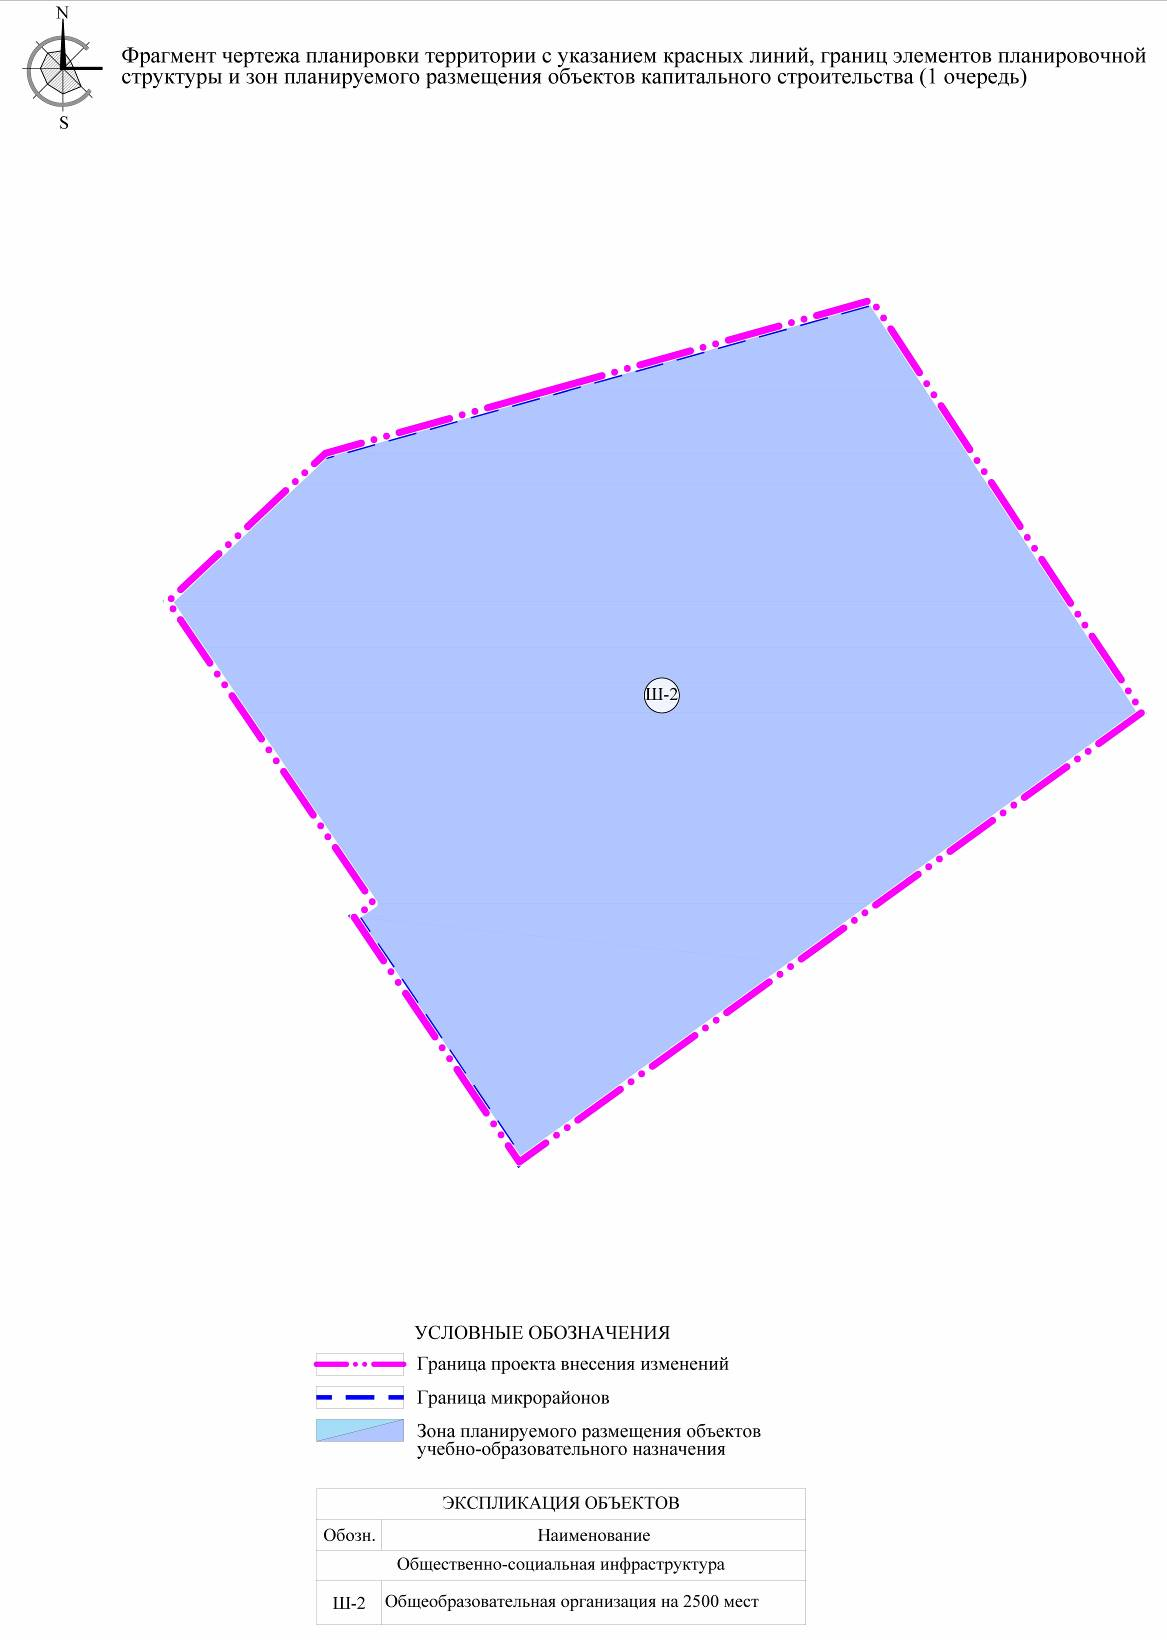 N
Фрагмент чертежа планировки территории с указанием красных линий, границ элементов планировочной
структуры и зон планируемого размещения объектов капитального строительства (1 очередь)
S
Ш-2
УСЛОВНЫЕ ОБОЗНАЧЕНИЯ
Граница проекта внесения изменений
Граница микрорайонов
Зона планируемого размещения объектов
учебно-образовательного назначения
ЭКСПЛИКАЦИЯ ОБЪЕКТОВ
Обозн. Наименование
Общественно-социальная инфраструктура
Ш-2 Общеобразовательная организация на 2500 мест